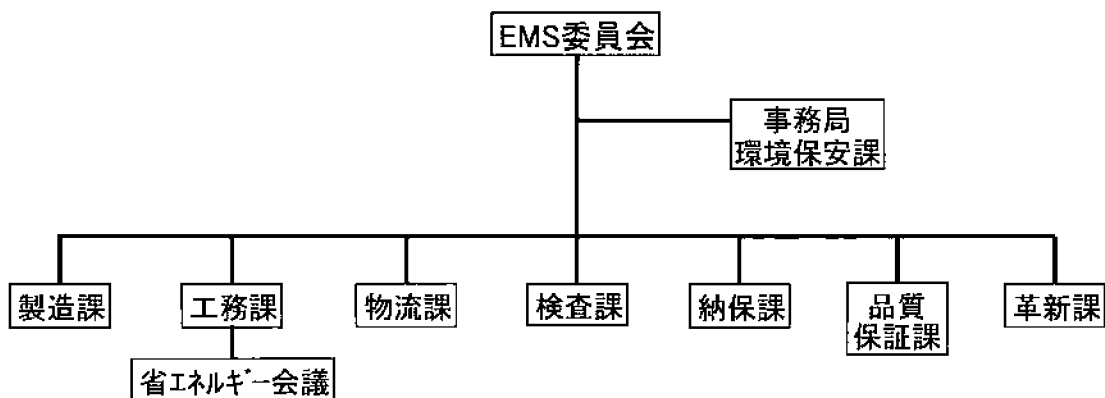 EMS委員会
事務局
環境保安課
製造課
工務課
物流課
検査課
納保課
品質
保証課
革新課
省エネルギー会議